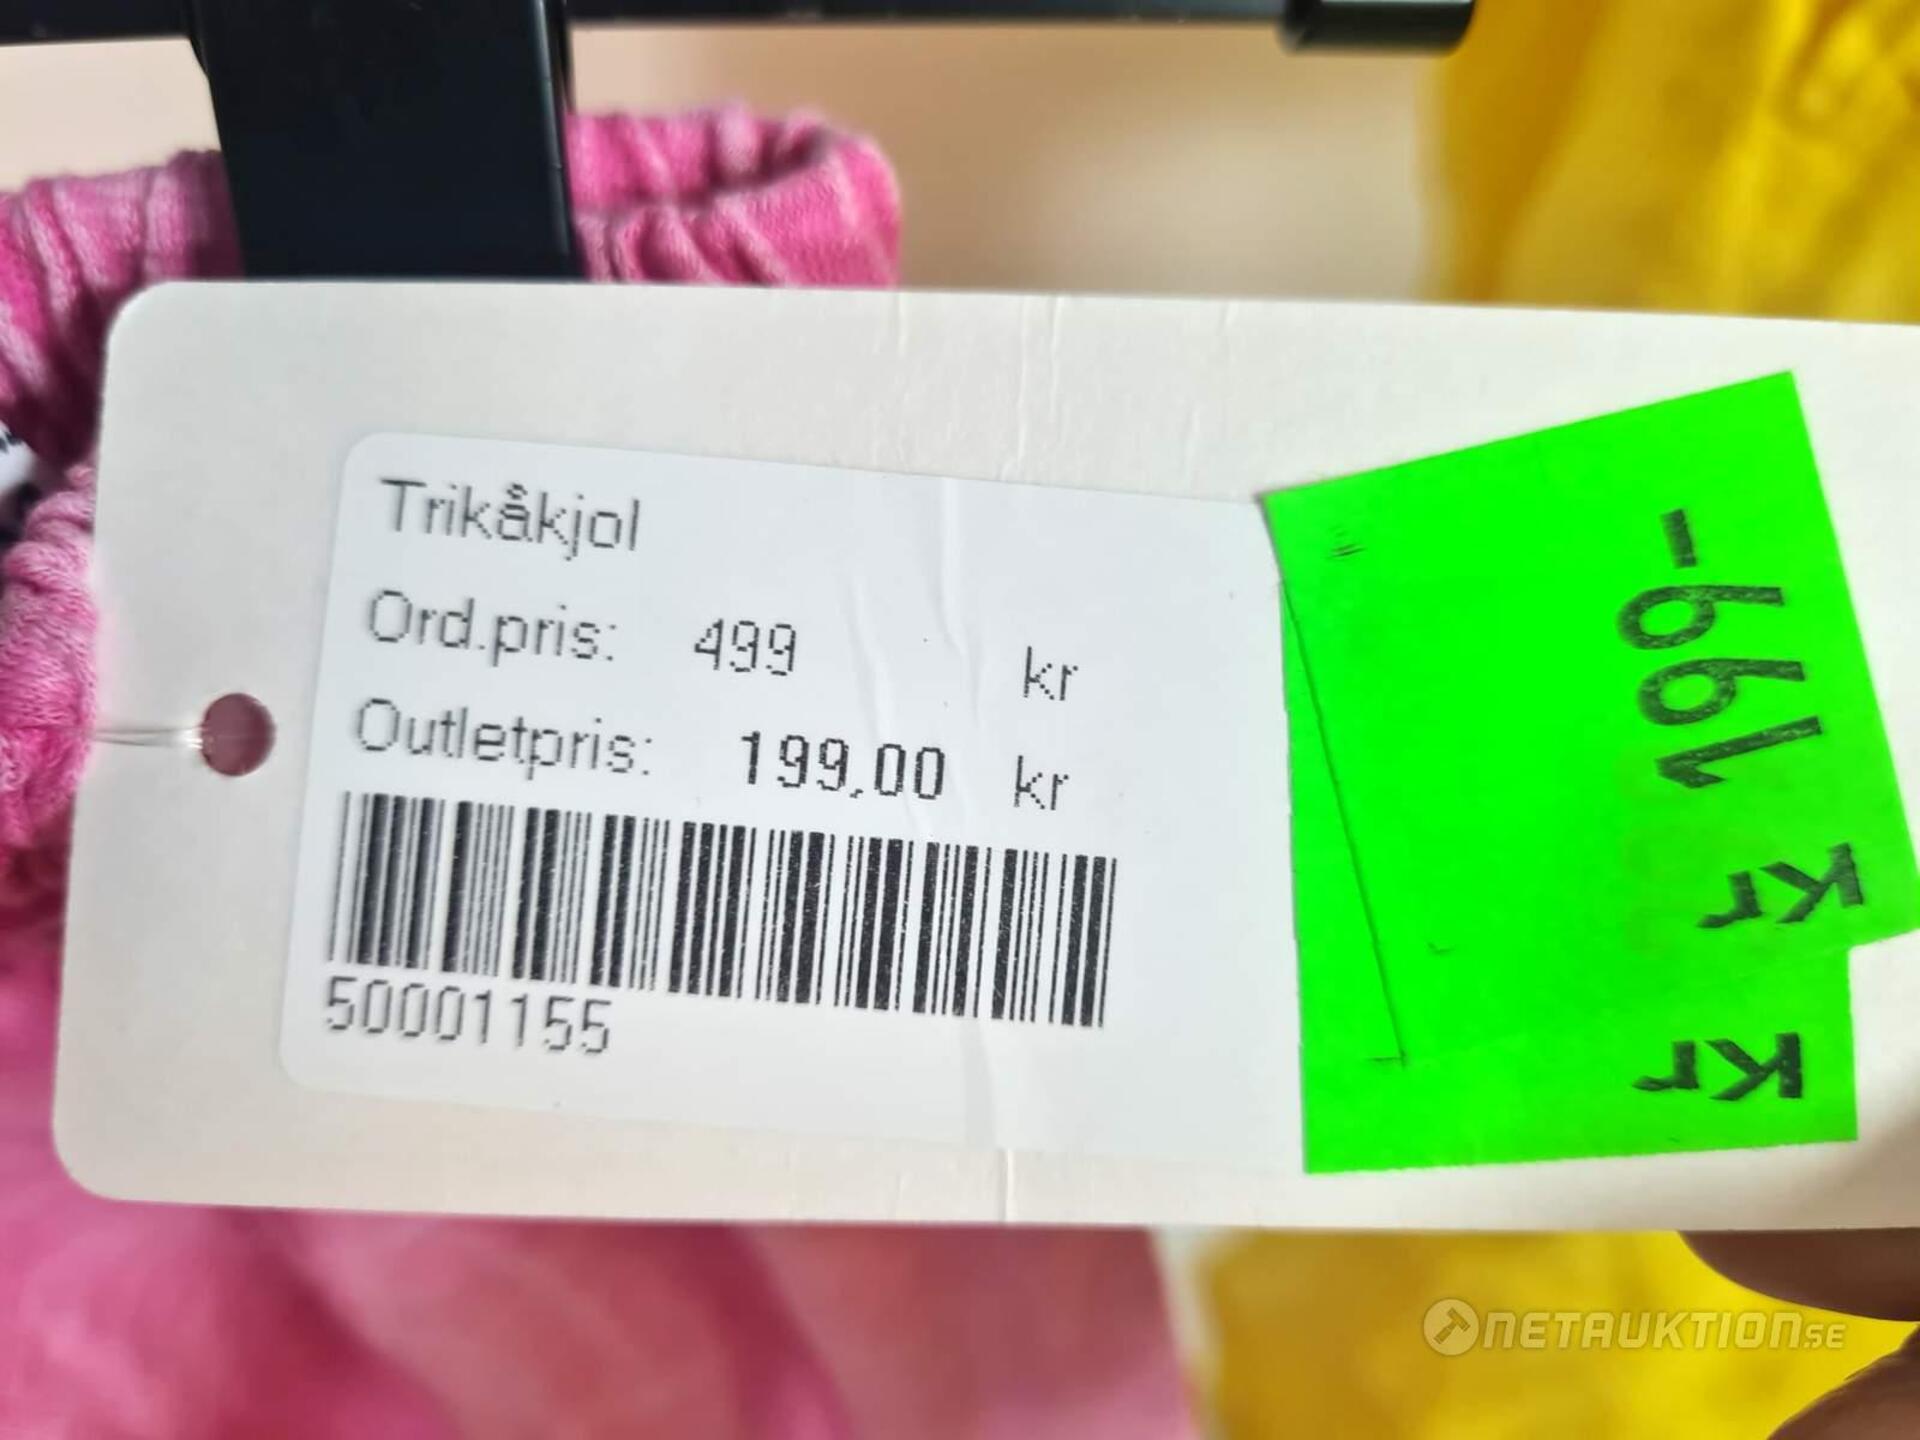 Trikåkjol
Ord.pris: 499 kr
Outletpris: 199,00 kr
50001155
199-
Kr
Kr
NETAUKTION.SE